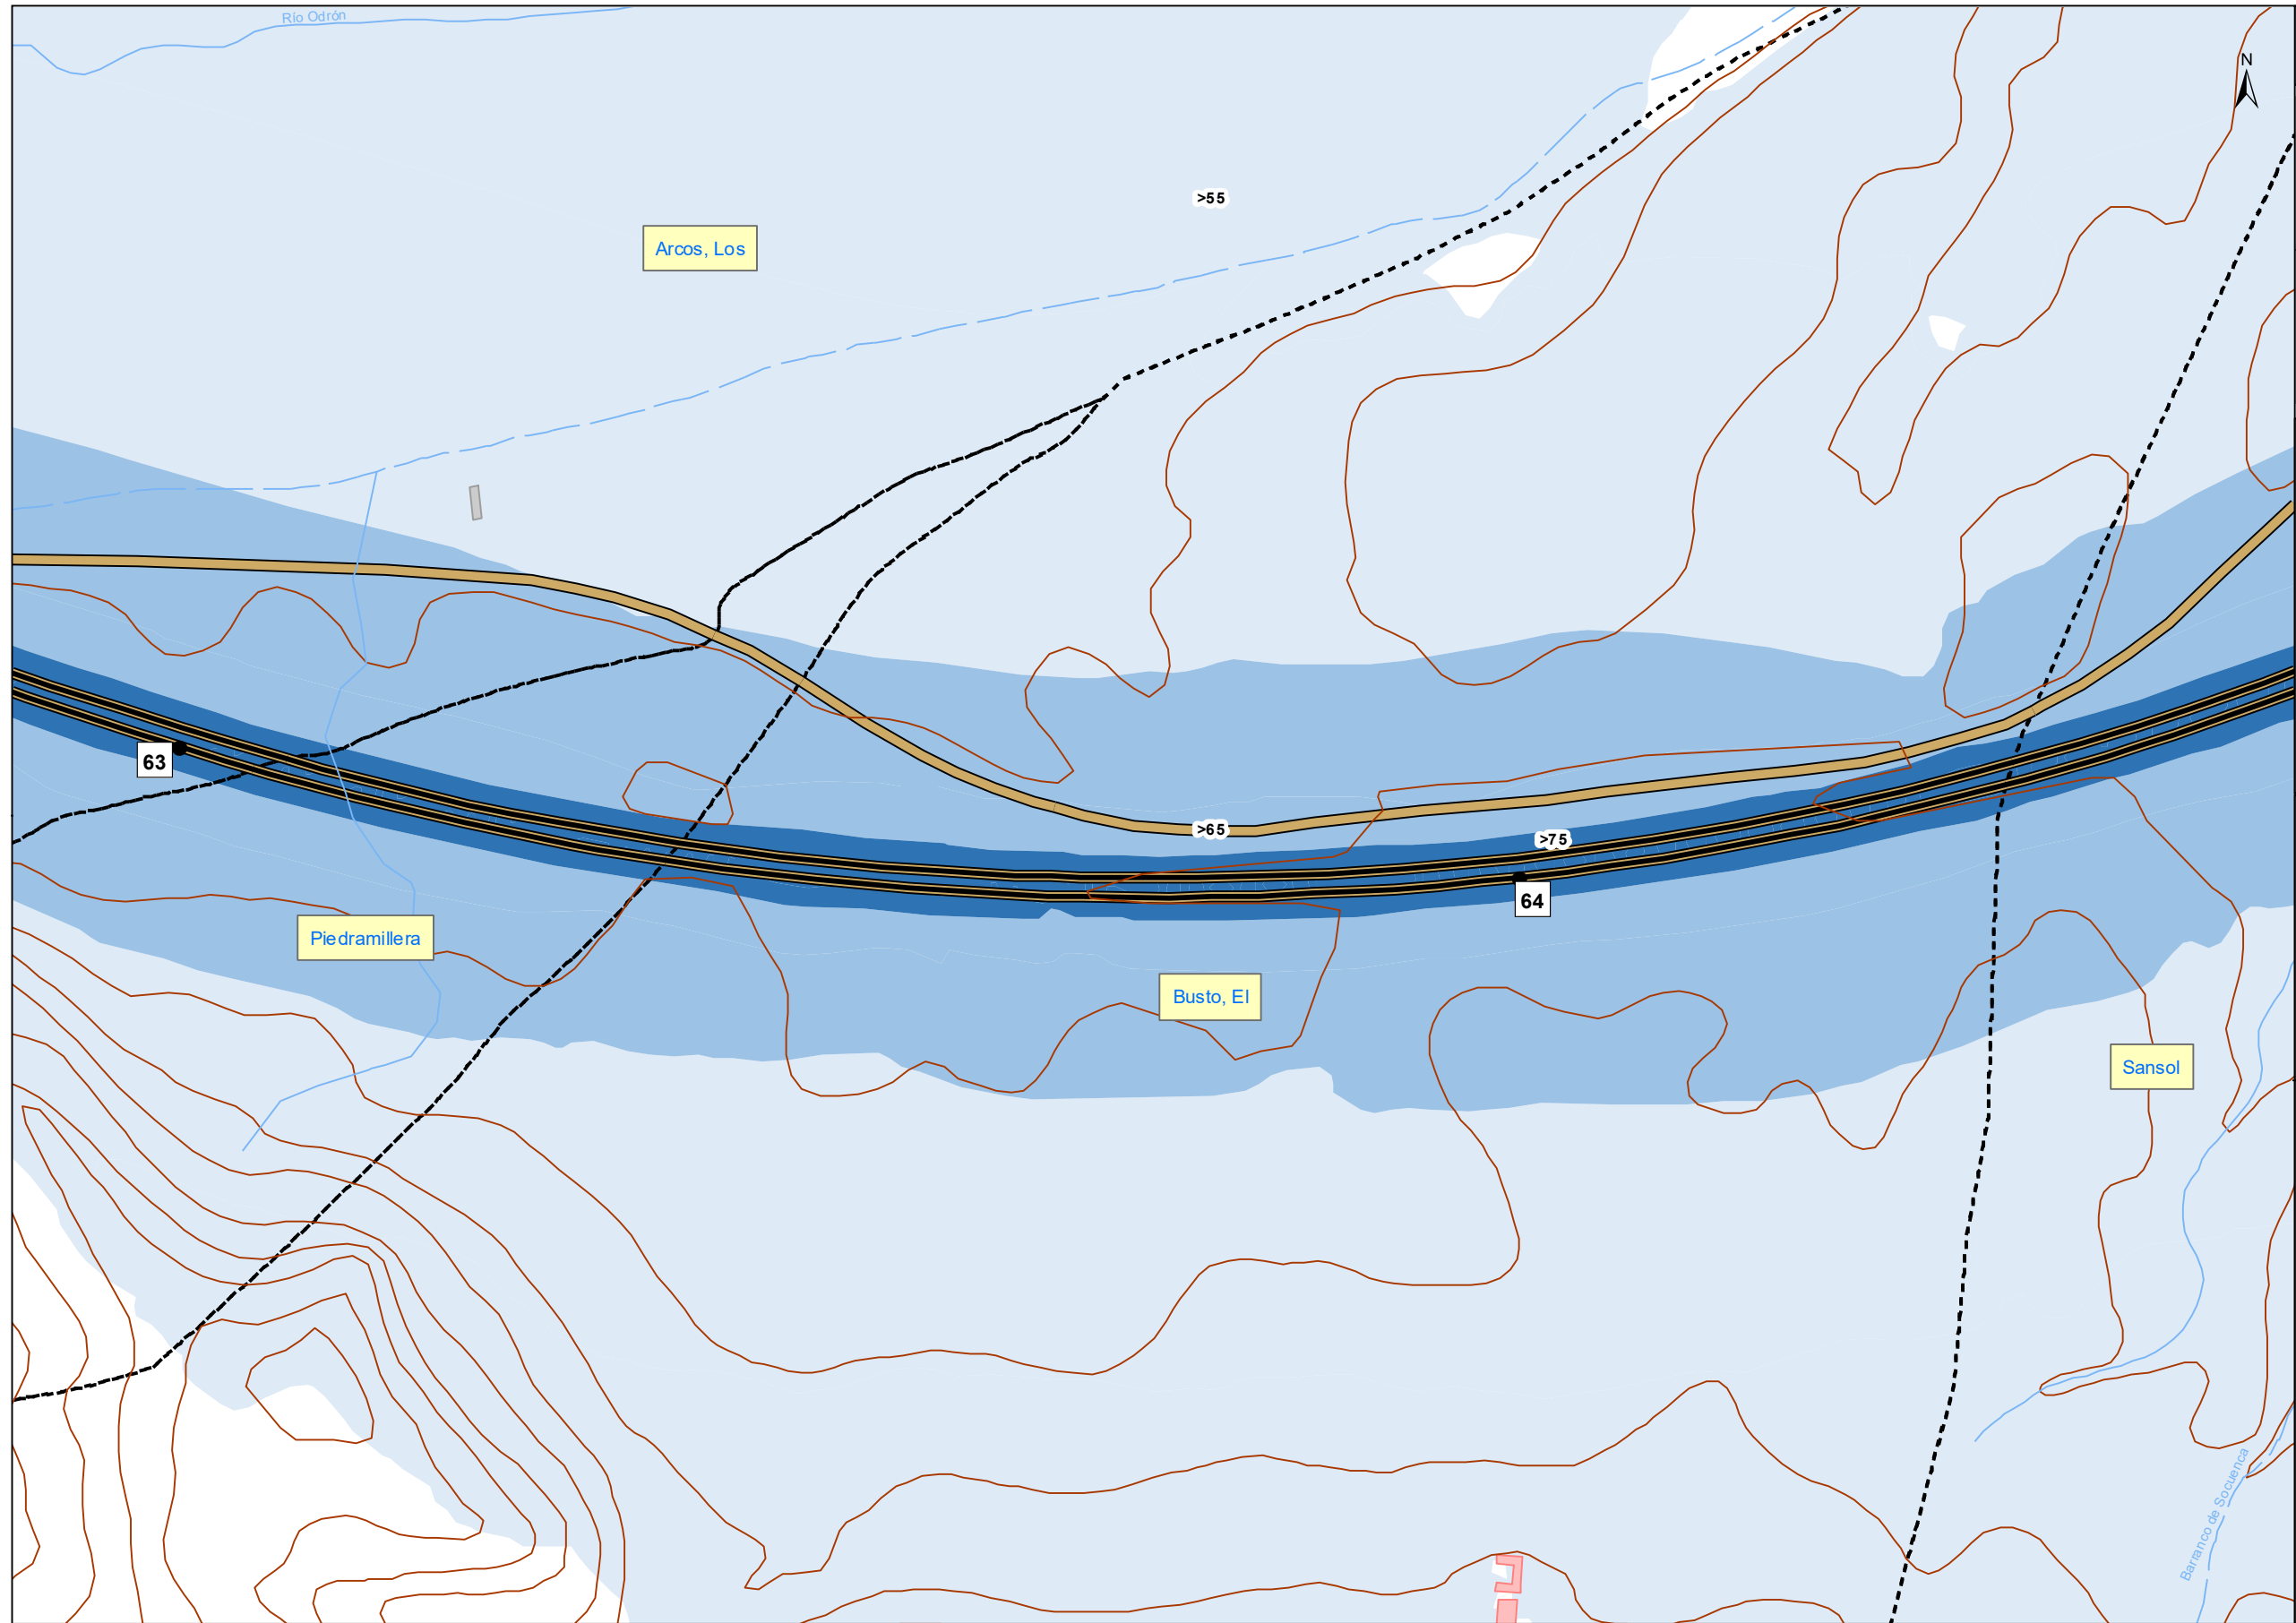 Río Odrón
N
>55
Arcos, Los
63
>65
>75
64
Piedramillera
Busto, El
Sansol
Barranco de Socuenca